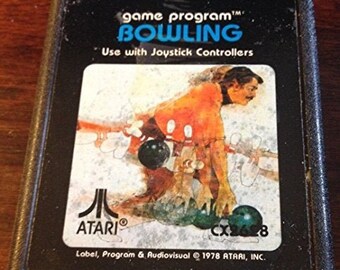 game program™
BOWLING
Use with Joystick Controllers
ATARI®
CX2628
Label, Program & Audiovisual © 1978 ATARI, INC.